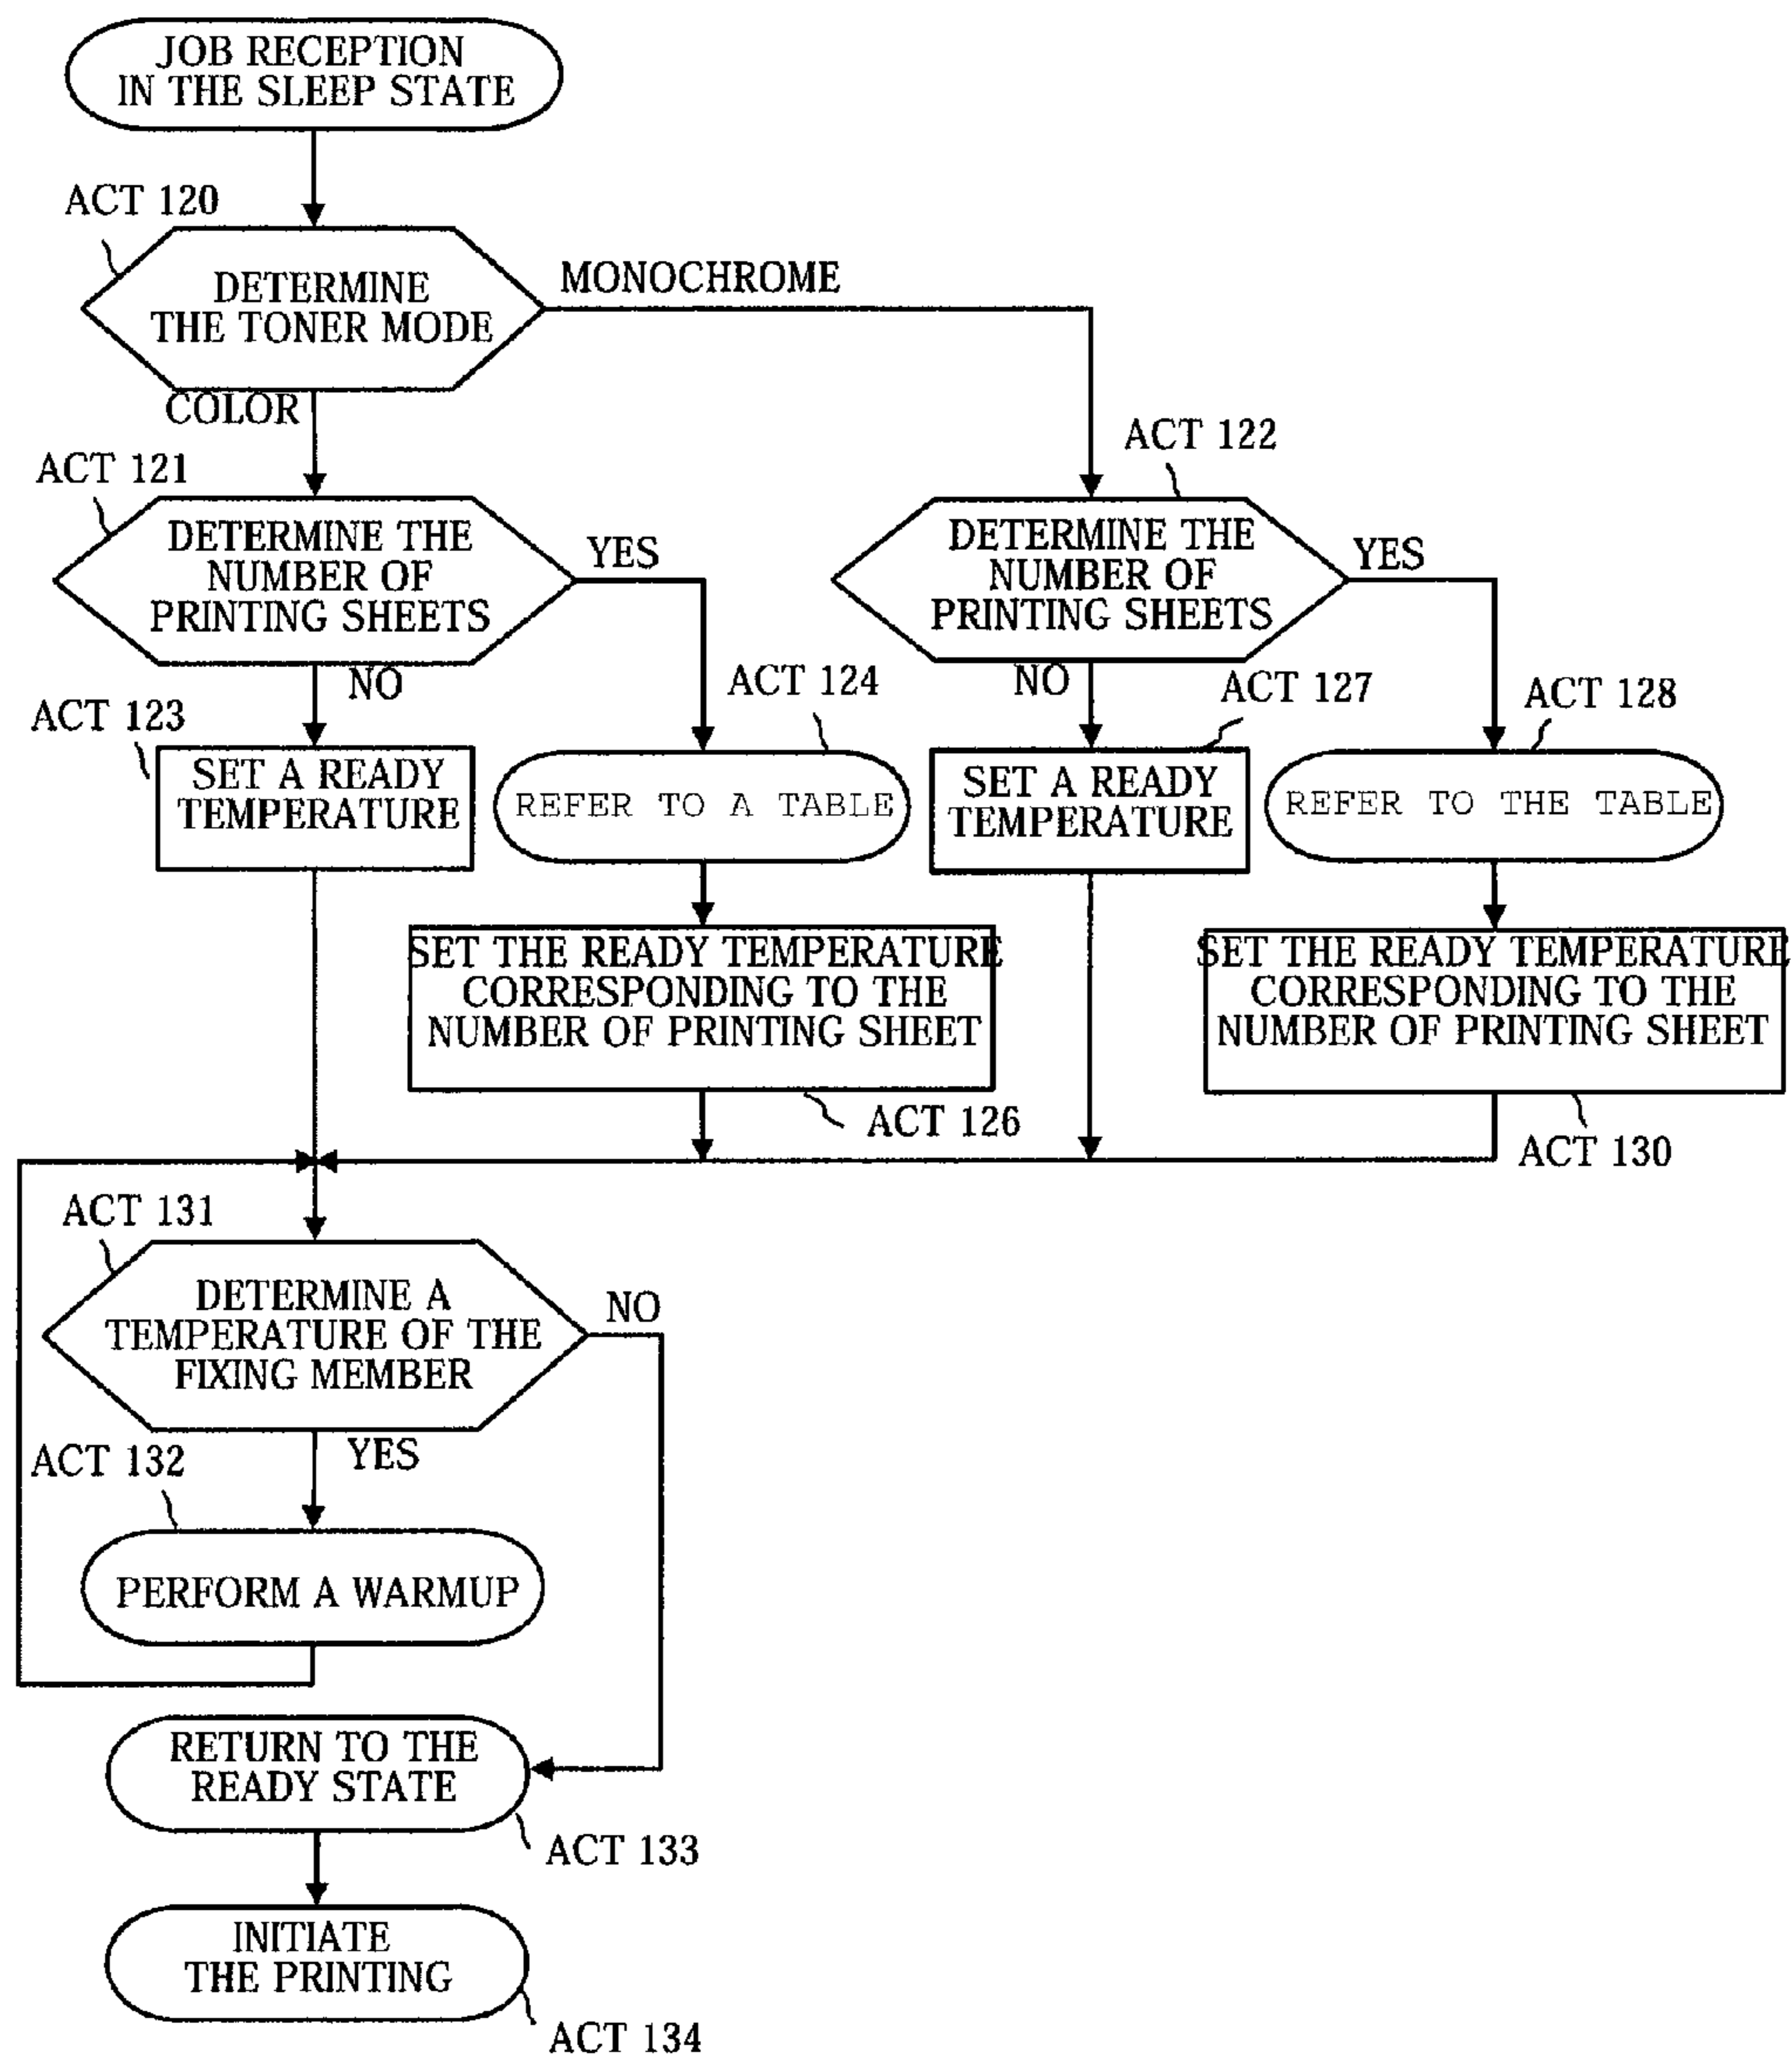 JOB RECEPTION
IN THE SLEEP STATE
ACT 120
DETERMINE
THE TONER MODE
MONOCHROME
COLOR
ACT 121
DETERMINE THE
NUMBER OF
PRINTING SHEETS
YES
NO
ACT 122
DETERMINE THE
NUMBER OF
PRINTING SHEETS
YES
NO
ACT 123
SET A READY
TEMPERATURE
ACT 124
REFER TO A TABLE
ACT 127
SET A READY
TEMPERATURE
ACT 128
REFER TO THE TABLE
SET THE READY TEMPERATURE
CORRESPONDING TO THE
NUMBER OF PRINTING SHEET
ACT 126
SET THE READY TEMPERATURE
CORRESPONDING TO THE
NUMBER OF PRINTING SHEET
ACT 130
ACT 131
DETERMINE A
TEMPERATURE OF THE
FIXING MEMBER
NO
YES
ACT 132
PERFORM A WARMUP
RETURN TO THE
READY STATE
ACT 133
INITIATE
THE PRINTING
ACT 134